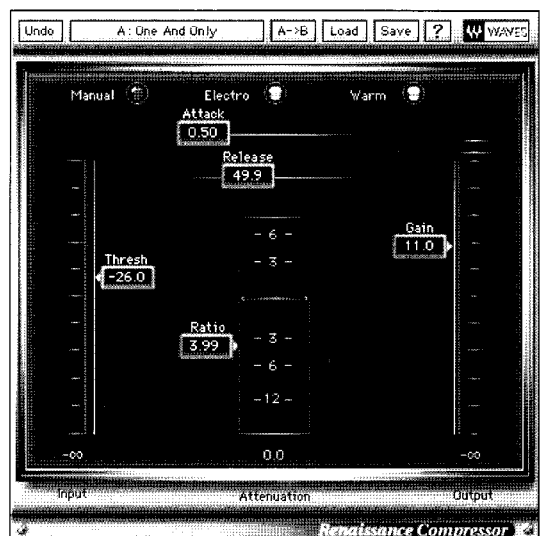 Undo A: One And Only A->B Load Save ? WAVES
Manual Electro Warm
Attack
0.50
Release
49.9
Gain
11.0
- 6 -
- 3 -
Thresh
-26.0
Ratio
3.99
- 3 -
- 6 -
-12 -
-∞ 0.0 -∞
Input Attenuation Output
Renaissance Compressor